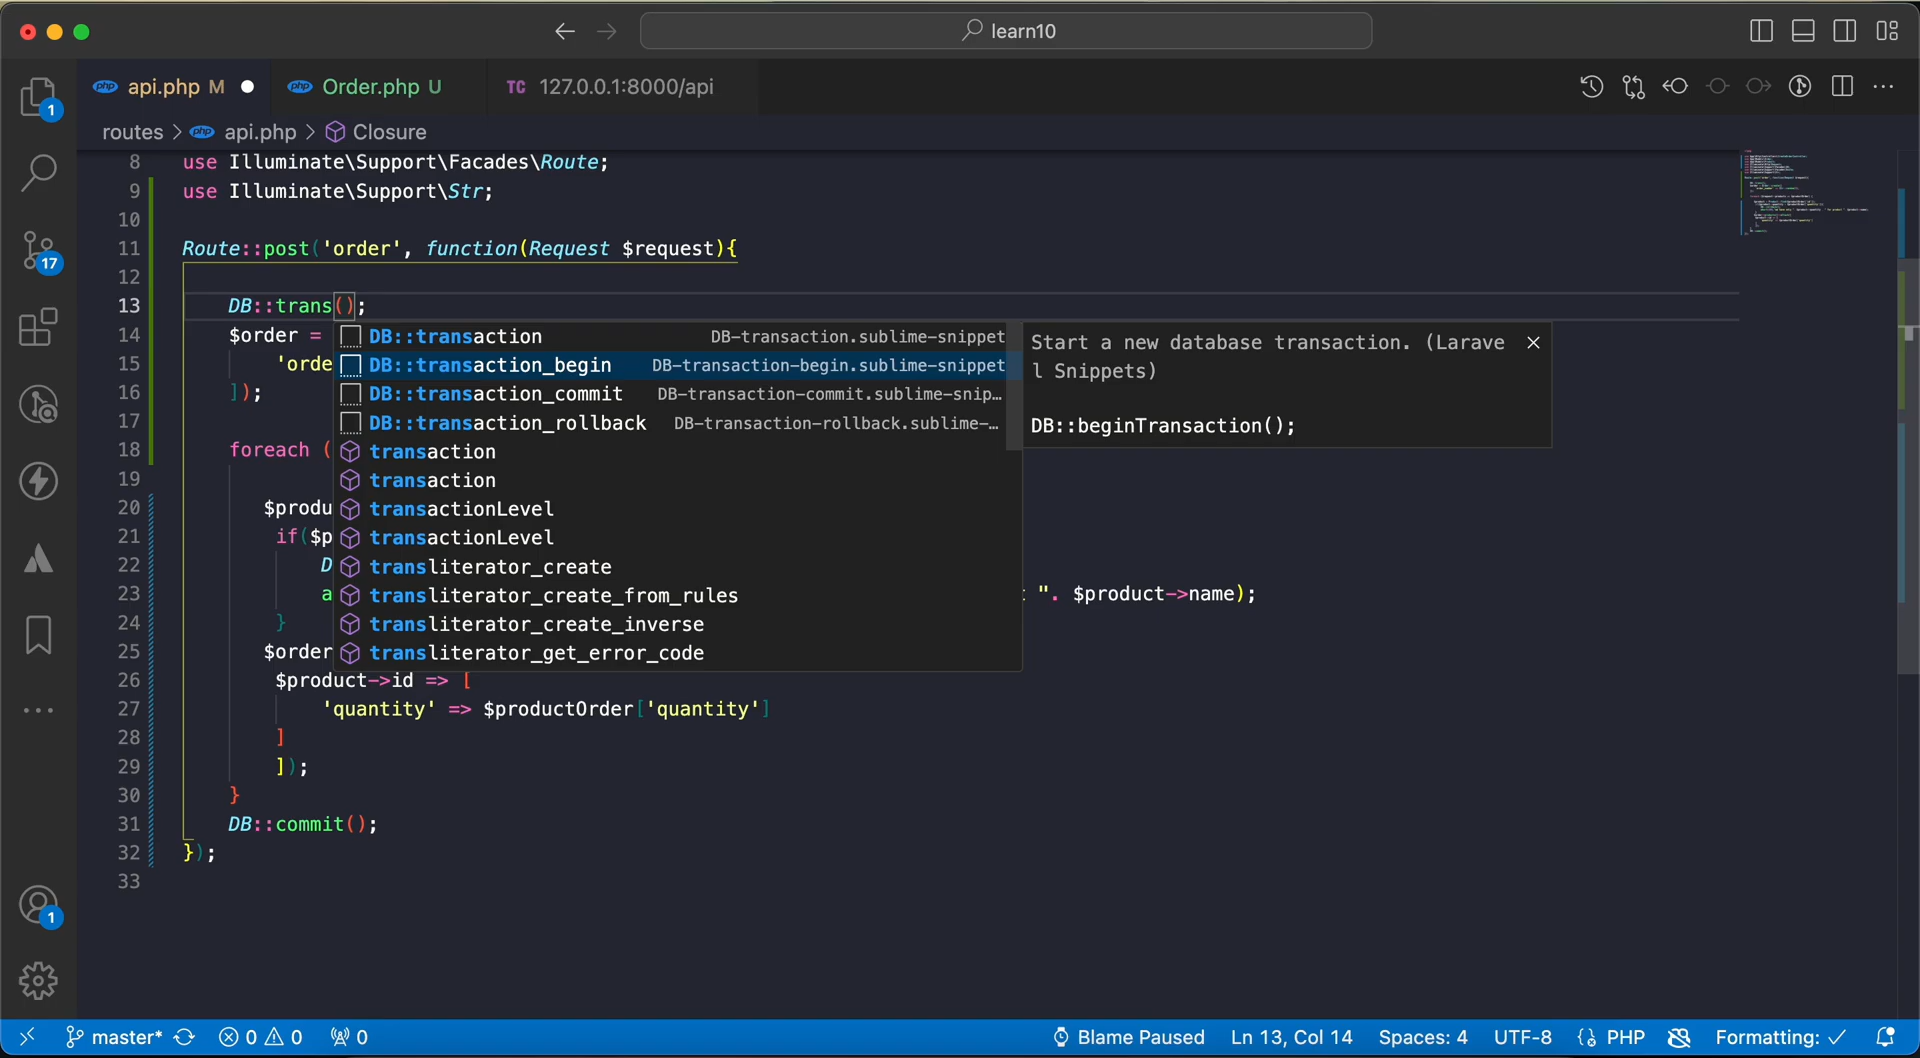 learn10
1
17
1
php api.php M
php Order.php U
TC 127.0.0.1:8000/api
routes > php api.php > Closure
8 use Illuminate\Support\Facades\Route;
9 use Illuminate\Support\Str;
10
11 Route::post('order', function(Request $request){
12
13 DB::trans();
14 $order =
15 'orde
16 ]);
17
18 foreach (
19
20 $produ
21 if($p
22 D
23 a
24 }
25 $order
DB::transaction DB-transaction.sublime-snippet
DB::transaction_begin DB-transaction-begin.sublime-snippet
DB::transaction_commit DB-transaction-commit.sublime-snip…
DB::transaction_rollback DB-transaction-rollback.sublime-…
transaction
transaction
transactionLevel
transactionLevel
transliterator_create
transliterator_create_from_rules
transliterator_create_inverse
transliterator_get_error_code
Start a new database transaction. (Larave
l Snippets)
DB::beginTransaction();
". $product->name);
26 $product->id => [
27 'quantity' => $productOrder['quantity']
28 ]
29 ]);
30 }
31 DB::commit();
32 });
33
master* 0 0 0 Blame Paused Ln 13, Col 14 Spaces: 4 UTF-8 PHP Formatting: ✓